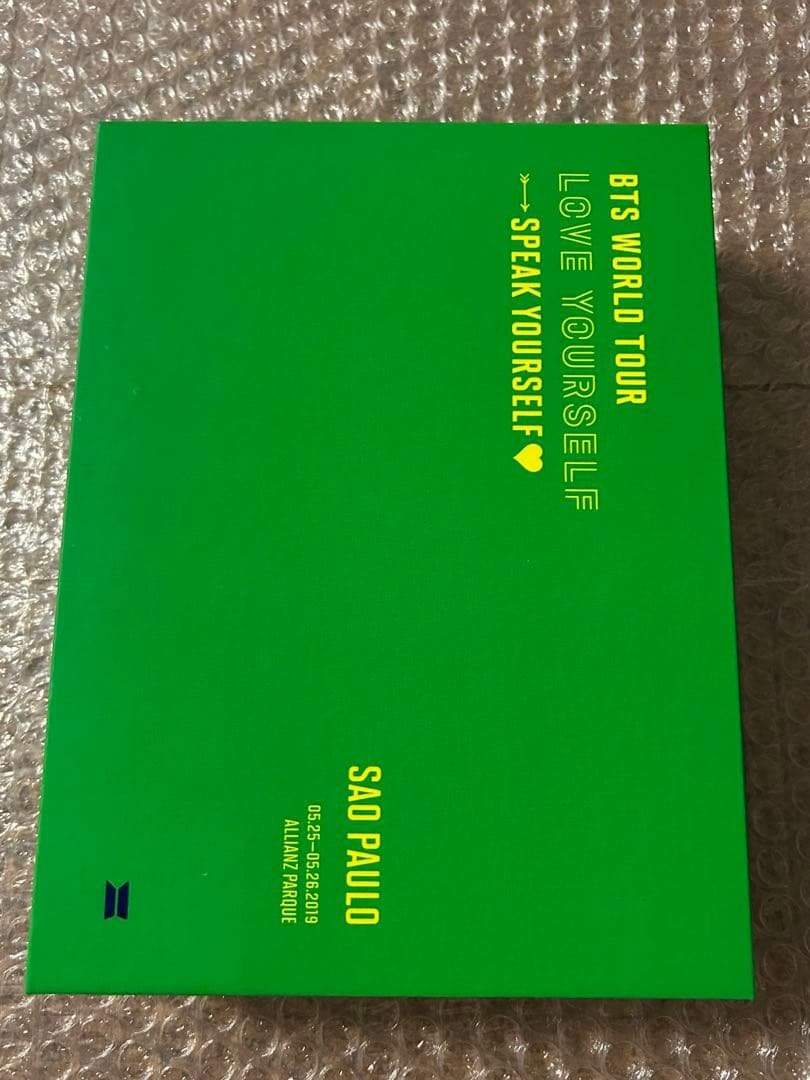 BTS WORLD TOUR
LOVE YOURSELF
SPEAK YOURSELF
SAO PAULO
05.25—05.26.2019
ALLIANZ PARQUE